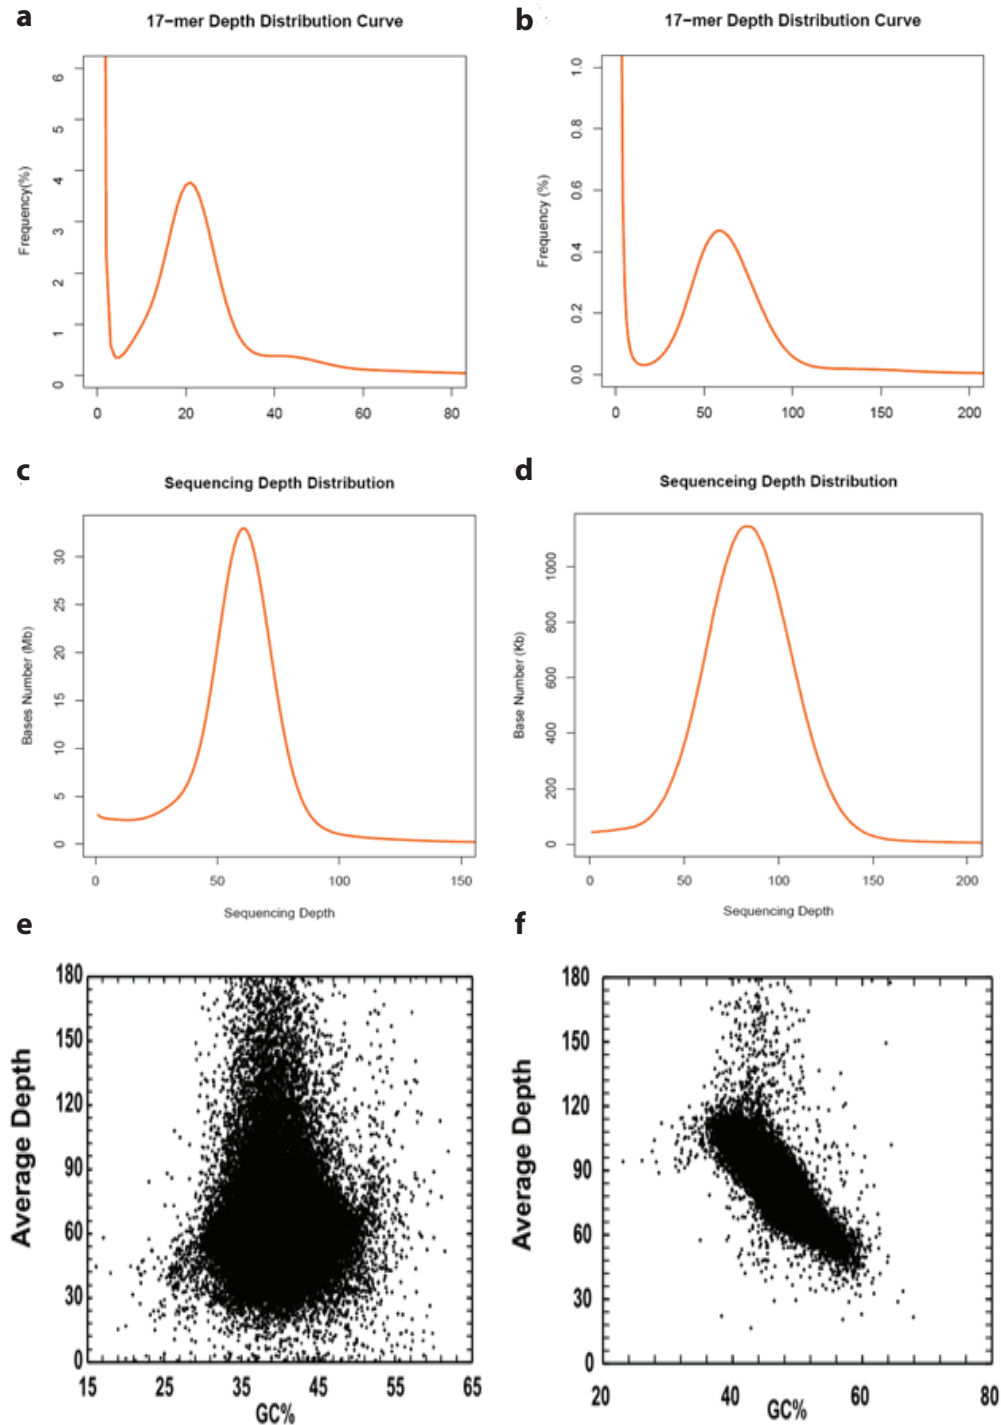 a
17-mer Depth Distribution Curve
Frequency(%)
6
5
4
3
2
1
0
0 20 40 60 80
b
17-mer Depth Distribution Curve
Frequency (%)
1.0
0.8
0.6
0.4
0.2
0.0
0 50 100 150 200
c
Sequencing Depth Distribution
Bases Number (Mb)
30
25
20
15
10
5
0
0 50 100 150
Sequencing Depth
d
Sequenceing Depth Distribution
Base Number (Kb)
1000
800
600
400
200
0
0 50 100 150 200
Sequencing Depth
e
Average Depth
180
150
120
90
60
30
0
15 25 35 45 55 65
GC%
f
Average Depth
180
150
120
90
60
30
0
20 40 60 80
GC%